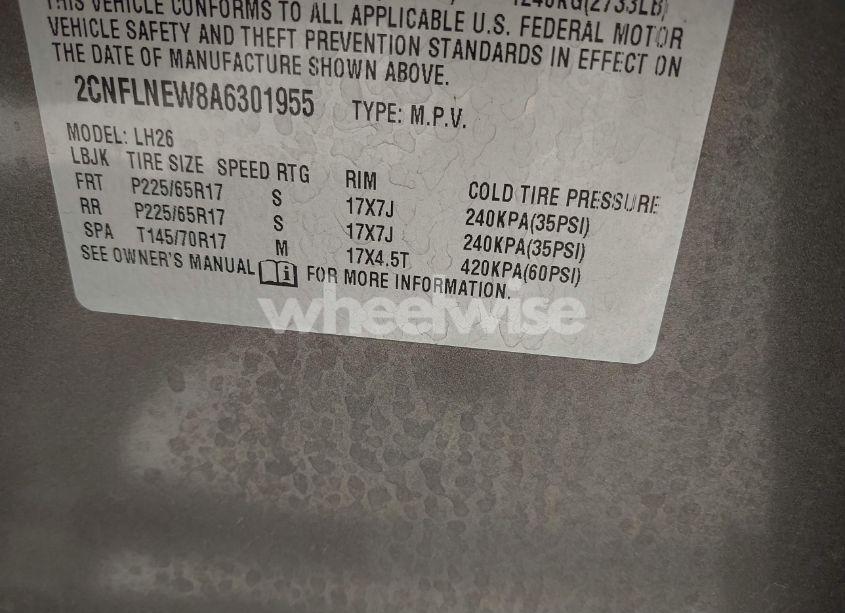 1240KG(2733LB)
THIS VEHICLE CONFORMS TO ALL APPLICABLE U.S. FEDERAL MOTOR
VEHICLE SAFETY AND THEFT PREVENTION STANDARDS IN EFFECT ON
THE DATE OF MANUFACTURE SHOWN ABOVE.
2CNFLNEW8A6301955 TYPE: M.P.V.
MODEL: LH26
LBJK TIRE SIZE SPEED RTG RIM COLD TIRE PRESSURE
FRT P225/65R17 S 17X7J 240KPA(35PSI)
RR P225/65R17 S 17X7J 240KPA(35PSI)
SPA T145/70R17 M 17X4.5T 420KPA(60PSI)
SEE OWNER'S MANUAL i FOR MORE INFORMATION.
wheelwise